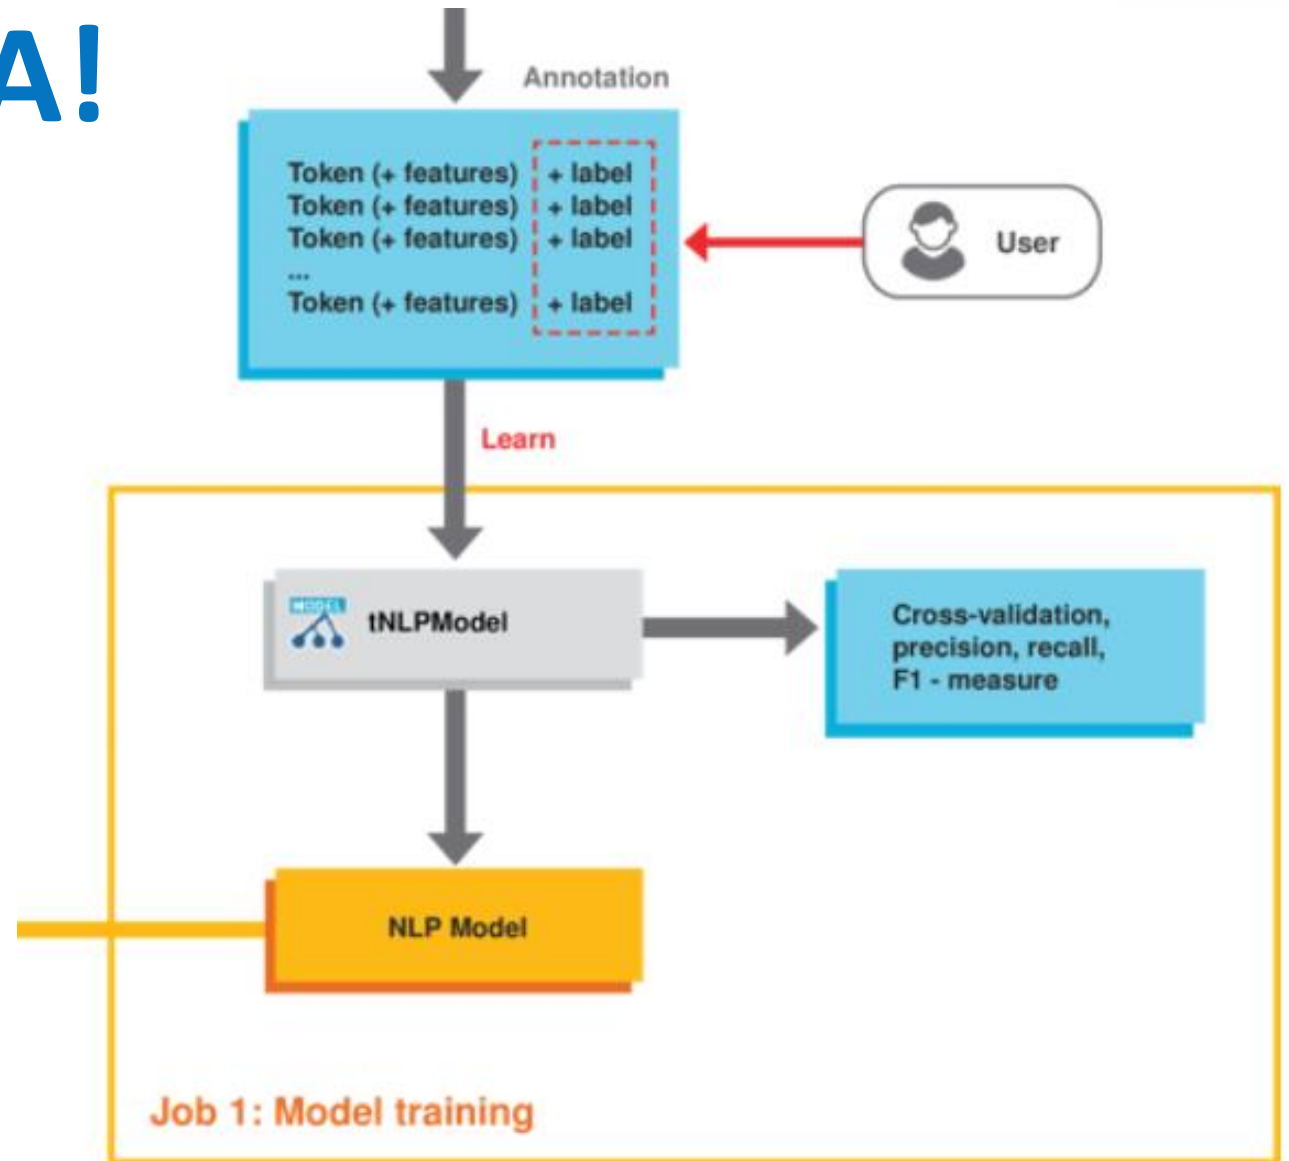 A!
Annotation
Token (+ features) + label
Token (+ features) + label
Token (+ features) + label
...
Token (+ features) + label
User
Learn
MODEL
tNLPModel
Cross-validation,
precision, recall,
F1 - measure
NLP Model
Job 1: Model training